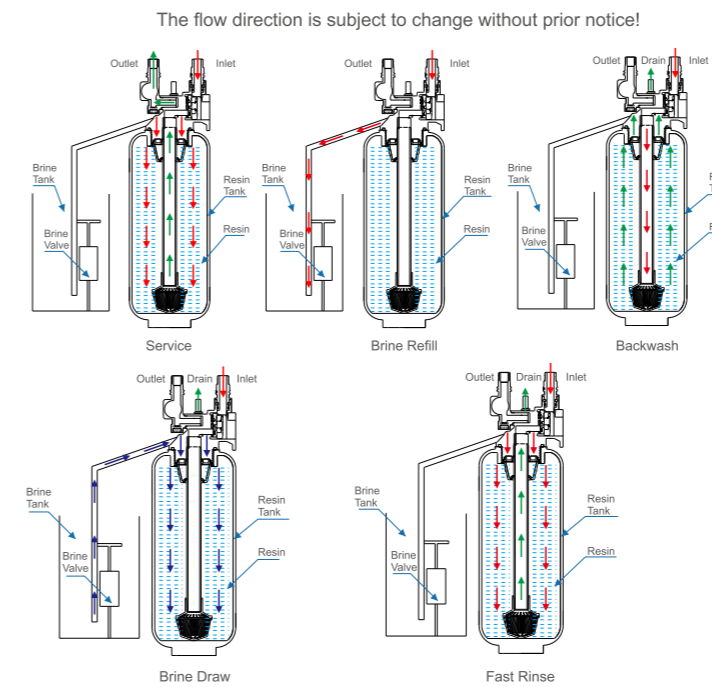 The flow direction is subject to change without prior notice!
Outlet
Inlet
Brine
Tank
Brine
Valve
Resin
Tank
Resin
Service
Outlet
Inlet
Brine
Tank
Brine
Valve
Resin
Tank
Resin
Brine Refill
Outlet
Drain
Inlet
Brine
Tank
Brine
Valve
Backwash
Outlet
Drain
Inlet
Brine
Tank
Brine
Valve
Resin
Tank
Resin
Brine Draw
Outlet
Drain
Inlet
Brine
Tank
Brine
Valve
Resin
Tank
Resin
Fast Rinse